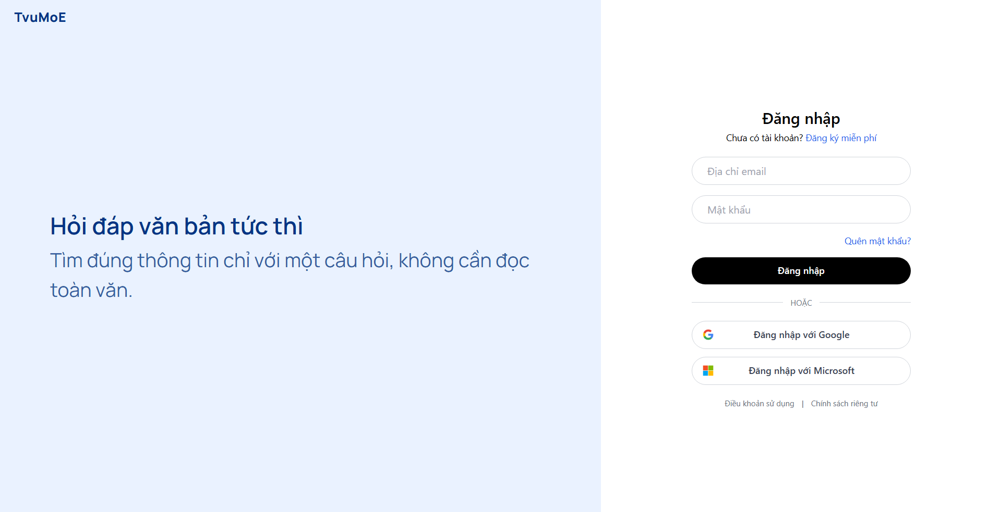 TvuMoE
Hỏi đáp văn bản tức thì
Tìm đúng thông tin chỉ với một câu hỏi, không cần đọc
toàn văn.
Đăng nhập
Chưa có tài khoản? Đăng ký miễn phí
Địa chỉ email
Mật khẩu
Quên mật khẩu?
Đăng nhập
HOẶC
Đăng nhập với Google
Đăng nhập với Microsoft
Điều khoản sử dụng | Chính sách riêng tư